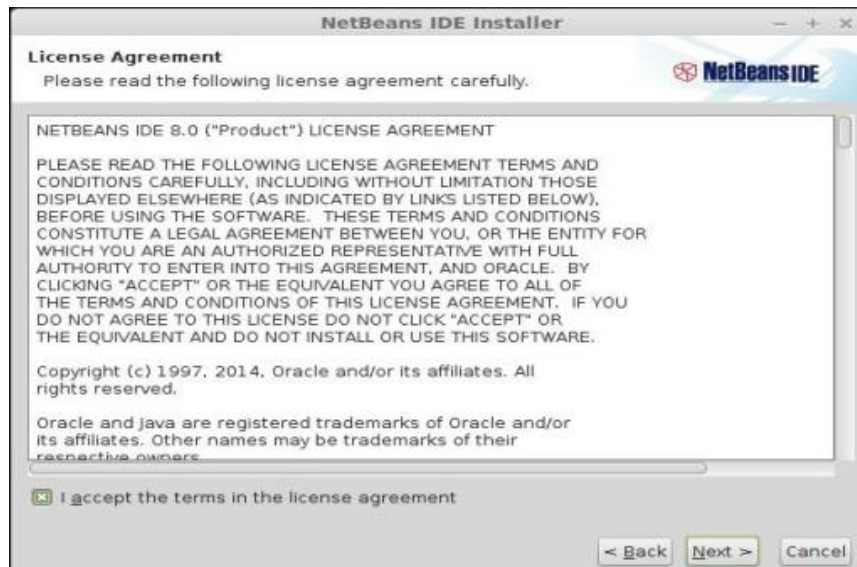 NetBeans IDE Installer
License Agreement
Please read the following license agreement carefully.
NetBeans IDE
NETBEANS IDE 8.0 ("Product") LICENSE AGREEMENT
PLEASE READ THE FOLLOWING LICENSE AGREEMENT TERMS AND
CONDITIONS CAREFULLY, INCLUDING WITHOUT LIMITATION THOSE
DISPLAYED ELSEWHERE (AS INDICATED BY LINKS LISTED BELOW),
BEFORE USING THE SOFTWARE.  THESE TERMS AND CONDITIONS
CONSTITUTE A LEGAL AGREEMENT BETWEEN YOU, OR THE ENTITY FOR
WHICH YOU ARE AN AUTHORIZED REPRESENTATIVE WITH FULL
AUTHORITY TO ENTER INTO THIS AGREEMENT, AND ORACLE.  BY
CLICKING "ACCEPT" OR THE EQUIVALENT YOU AGREE TO ALL OF
THE TERMS AND CONDITIONS OF THIS LICENSE AGREEMENT.  IF YOU
DO NOT AGREE TO THIS LICENSE DO NOT CLICK "ACCEPT" OR
THE EQUIVALENT AND DO NOT INSTALL OR USE THIS SOFTWARE.
Copyright (c) 1997, 2014, Oracle and/or its affiliates. All
rights reserved.
Oracle and Java are registered trademarks of Oracle and/or
its affiliates. Other names may be trademarks of their
respective owners.
I accept the terms in the license agreement
< Back
Next >
Cancel